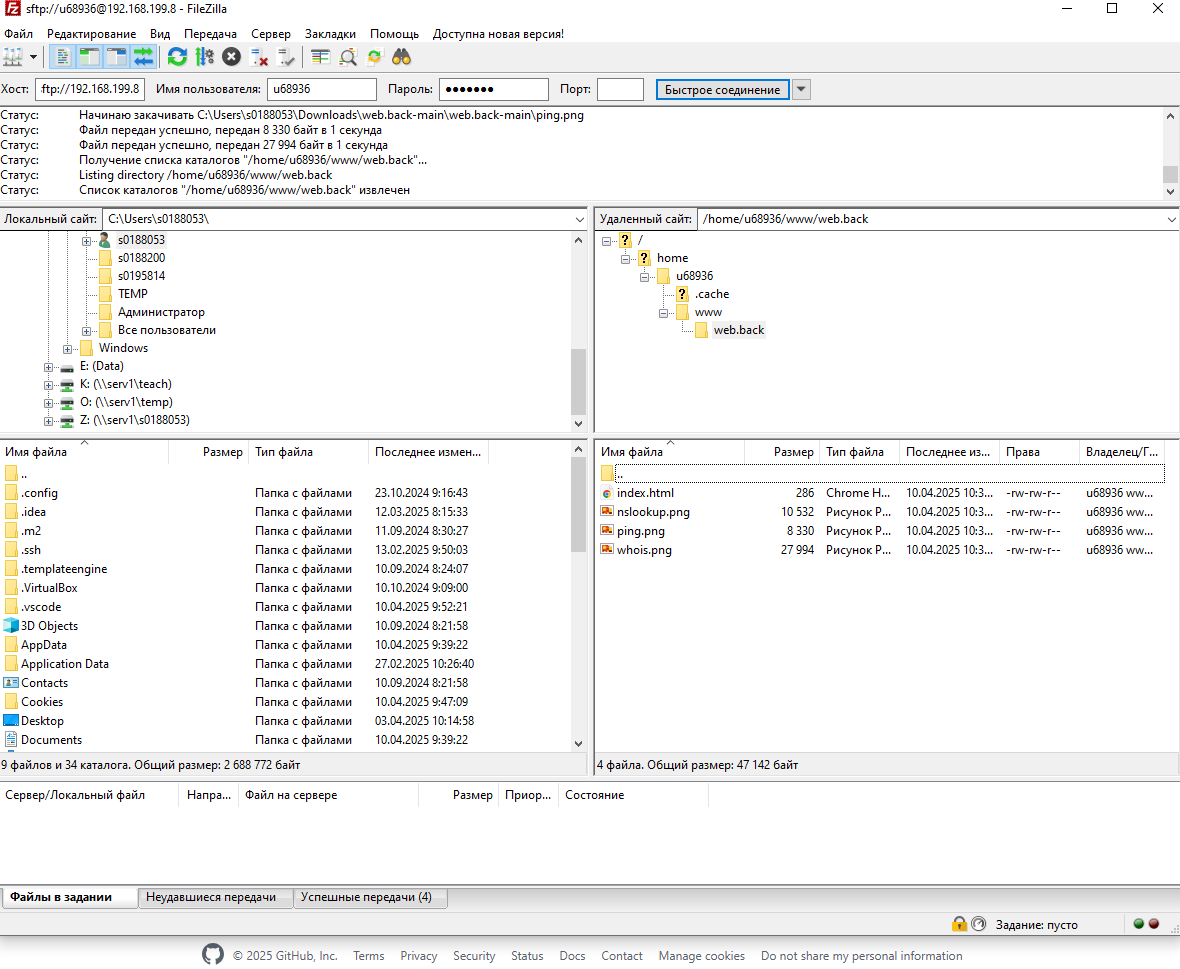 sftp://u68936@192.168.199.8 - FileZilla
Файл Редактирование Вид Передача Сервер Закладки Помощь Доступна новая версия!
Хост: ftp://192.168.199.8 Имя пользователя: u68936 Пароль: ●●●●●●● Порт: Быстрое соединение
Статус: Начинаю закачивать C:\Users\s0188053\Downloads\web.back-main\web.back-main\ping.png
Статус: Файл передан успешно, передан 8 330 байт в 1 секунда
Статус: Файл передан успешно, передан 27 994 байт в 1 секунда
Статус: Получение списка каталогов "/home/u68936/www/web.back"...
Статус: Listing directory /home/u68936/www/web.back
Статус: Список каталогов "/home/u68936/www/web.back" извлечен
Локальный сайт: C:\Users\s0188053\
s0188053
s0188200
s0195814
TEMP
Администратор
Все пользователи
Windows
E: (Data)
K: (\\serv1\teach)
O: (\\serv1\temp)
Z: (\\serv1\s0188053)
Удаленный сайт: /home/u68936/www/web.back
/
home
u68936
.cache
www
web.back
Имя файла Размер Тип файла Последнее измен...
..
.config Папка с файлами 23.10.2024 9:16:43
.idea Папка с файлами 12.03.2025 8:15:33
.m2 Папка с файлами 11.09.2024 8:30:27
.ssh Папка с файлами 13.02.2025 9:50:03
.templateengine Папка с файлами 10.09.2024 8:24:07
.VirtualBox Папка с файлами 10.10.2024 9:09:00
.vscode Папка с файлами 10.04.2025 9:52:21
3D Objects Папка с файлами 10.09.2024 8:21:58
AppData Папка с файлами 10.04.2025 9:39:22
Application Data Папка с файлами 27.02.2025 10:26:40
Contacts Папка с файлами 10.09.2024 8:21:58
Cookies Папка с файлами 10.04.2025 9:47:09
Desktop Папка с файлами 03.04.2025 10:14:58
Documents Папка с файлами 10.04.2025 9:39:22
9 файлов и 34 каталога. Общий размер: 2 688 772 байт
Имя файла Размер Тип файла Последнее из... Права Владелец/Г...
..
index.html 286 Chrome H... 10.04.2025 10:3... -rw-rw-r-- u68936 ww...
nslookup.png 10 532 Рисунок P... 10.04.2025 10:3... -rw-rw-r-- u68936 ww...
ping.png 8 330 Рисунок P... 10.04.2025 10:3... -rw-rw-r-- u68936 ww...
whois.png 27 994 Рисунок P... 10.04.2025 10:3... -rw-rw-r-- u68936 ww...
4 файла. Общий размер: 47 142 байт
Сервер/Локальный файл Напра... Файл на сервере Размер Приор... Состояние
Файлы в задании Неудавшиеся передачи Успешные передачи (4)
Задание: пусто
© 2025 GitHub, Inc. Terms Privacy Security Status Docs Contact Manage cookies Do not share my personal information